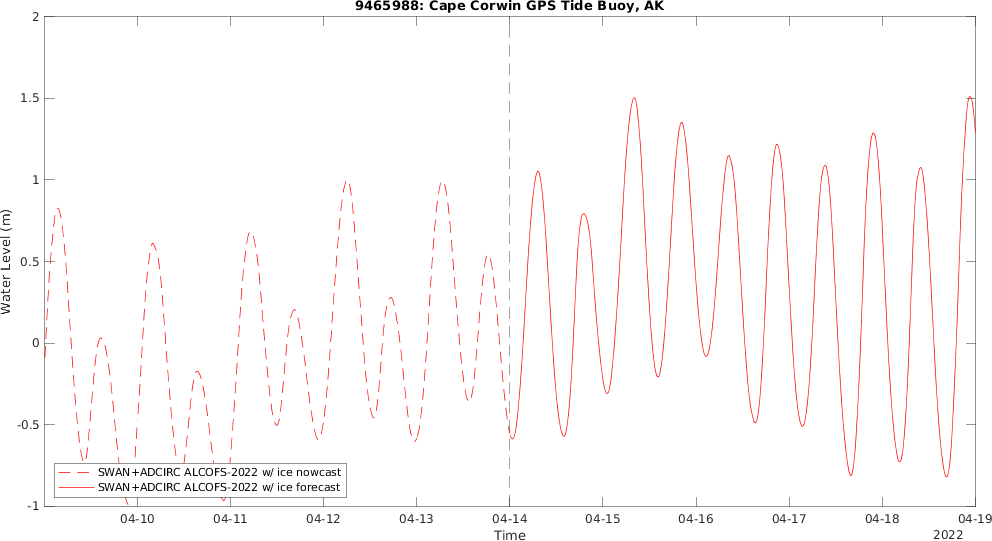 9465988: Cape Corwin GPS Tide Buoy, AK
2
1.5
1
0.5
0
-0.5
-1
Water Level (m)
SWAN+ADCIRC ALCOFS-2022 w/ ice nowcast
SWAN+ADCIRC ALCOFS-2022 w/ ice forecast
04-10 04-11 04-12 04-13 04-14 04-15 04-16 04-17 04-18 04-19
Time
2022